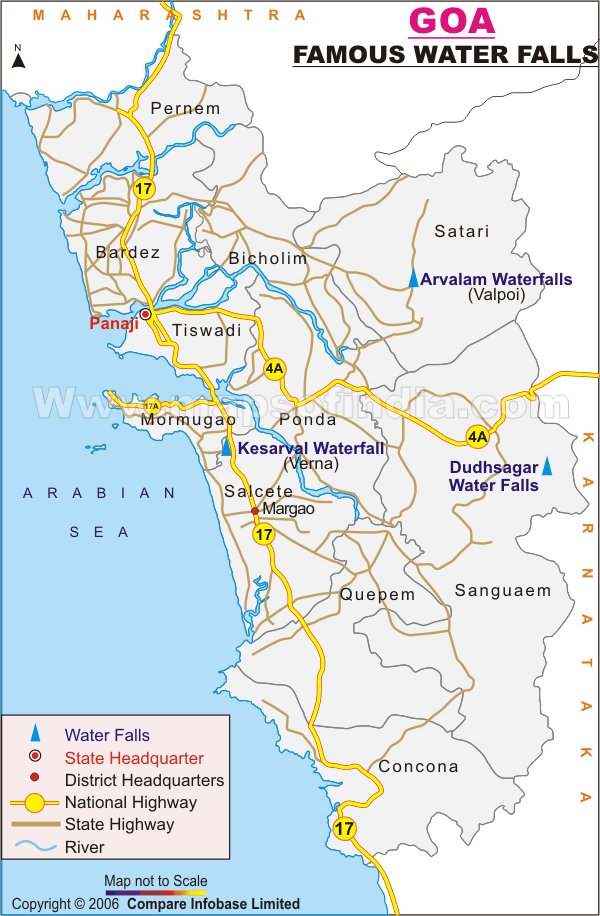 MAHARASHTRA
GOA
FAMOUS WATER FALLS
N
Pernem
17
Satari
Bardez
Bicholim
Arvalam Waterfalls
(Valpoi)
Panaji
Tiswadi
4A
www.mapsofindia.com
17A
Mormugao
Ponda
4A
Kesarval Waterfall
(Verna)
Dudhsagar
Water Falls
KARNATAKA
ARABIAN
SEA
Salcete
Margao
17
Quepem
Sanguaem
Concona
17
Water Falls
State Headquarter
District Headquarters
National Highway
State Highway
River
Map not to Scale
Copyright © 2006 Compare Infobase Limited